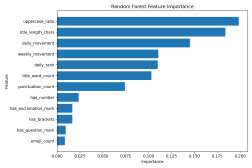 Random Forest Feature Importance
uppercase_ratio
title_length_chars
daily_movement
weekly_movement
daily_rank
title_word_count
punctuation_count
has_number
has_exclamation_mark
has_brackets
has_question_mark
emoji_count
Feature
0.000 0.025 0.050 0.075 0.100 0.125 0.150 0.175 0.200
Importance